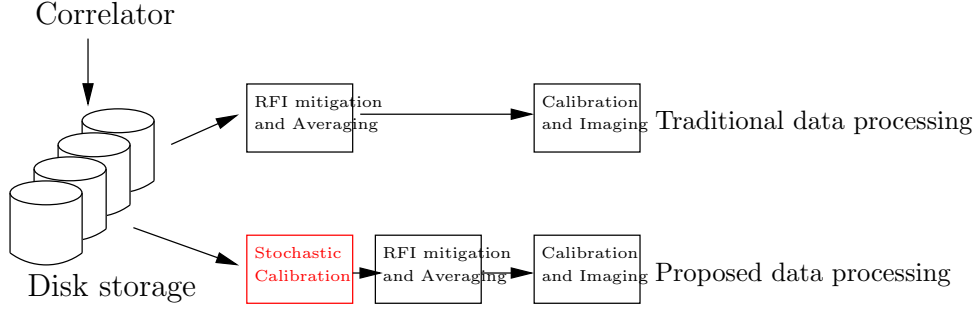 Correlator
RFI mitigation
and Averaging
Calibration
and Imaging
Traditional data processing
Stochastic
Calibration
RFI mitigation
and Averaging
Calibration
and Imaging
Proposed data processing
Disk storage